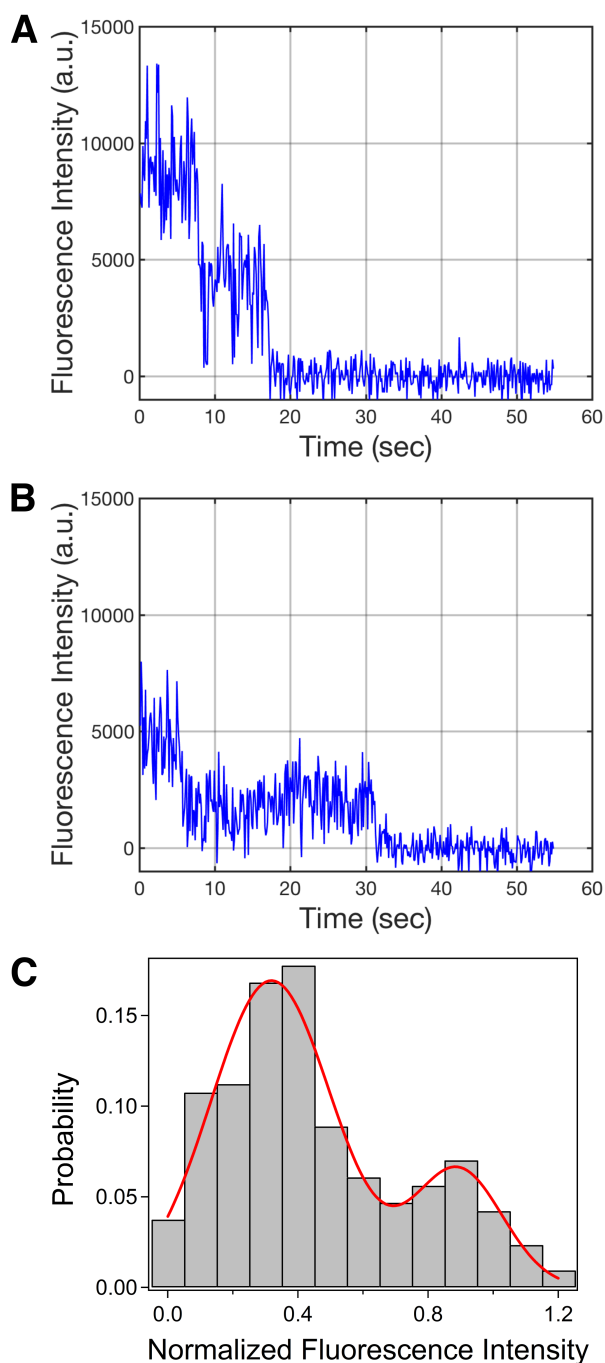 A
Fluorescence Intensity (a.u.)
15000
10000
5000
0
0 10 20 30 40 50 60
Time (sec)
B
Fluorescence Intensity (a.u.)
15000
10000
5000
0
0 10 20 30 40 50 60
Time (sec)
C
Probability
0.15
0.10
0.05
0.00
0.0 0.4 0.8 1.2
Normalized Fluorescence Intensity